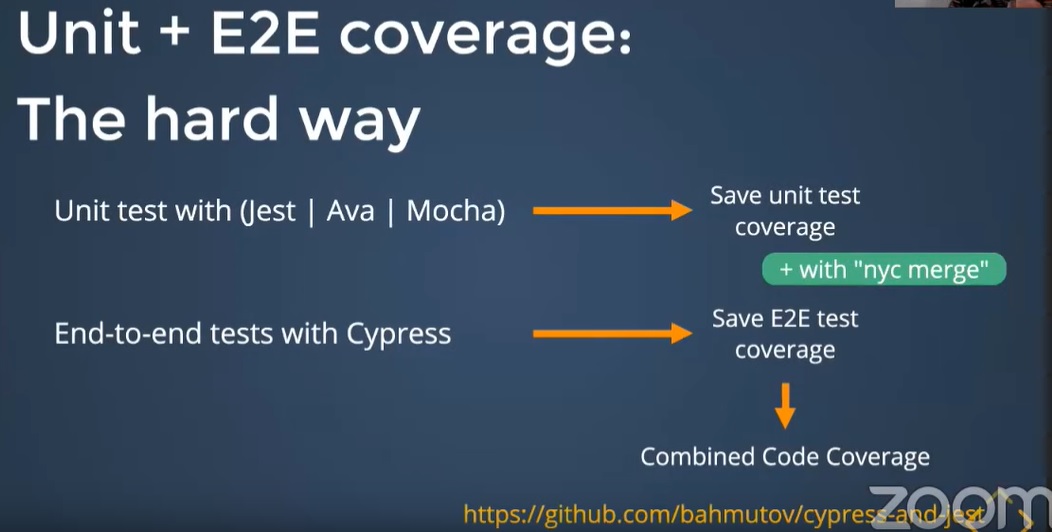 Unit + E2E coverage:
The hard way
Unit test with (Jest | Ava | Mocha)
Save unit test
coverage
+ with "nyc merge"
End-to-end tests with Cypress
Save E2E test
coverage
Combined Code Coverage
https://github.com/bahmutov/cypress-and-jest
zoom